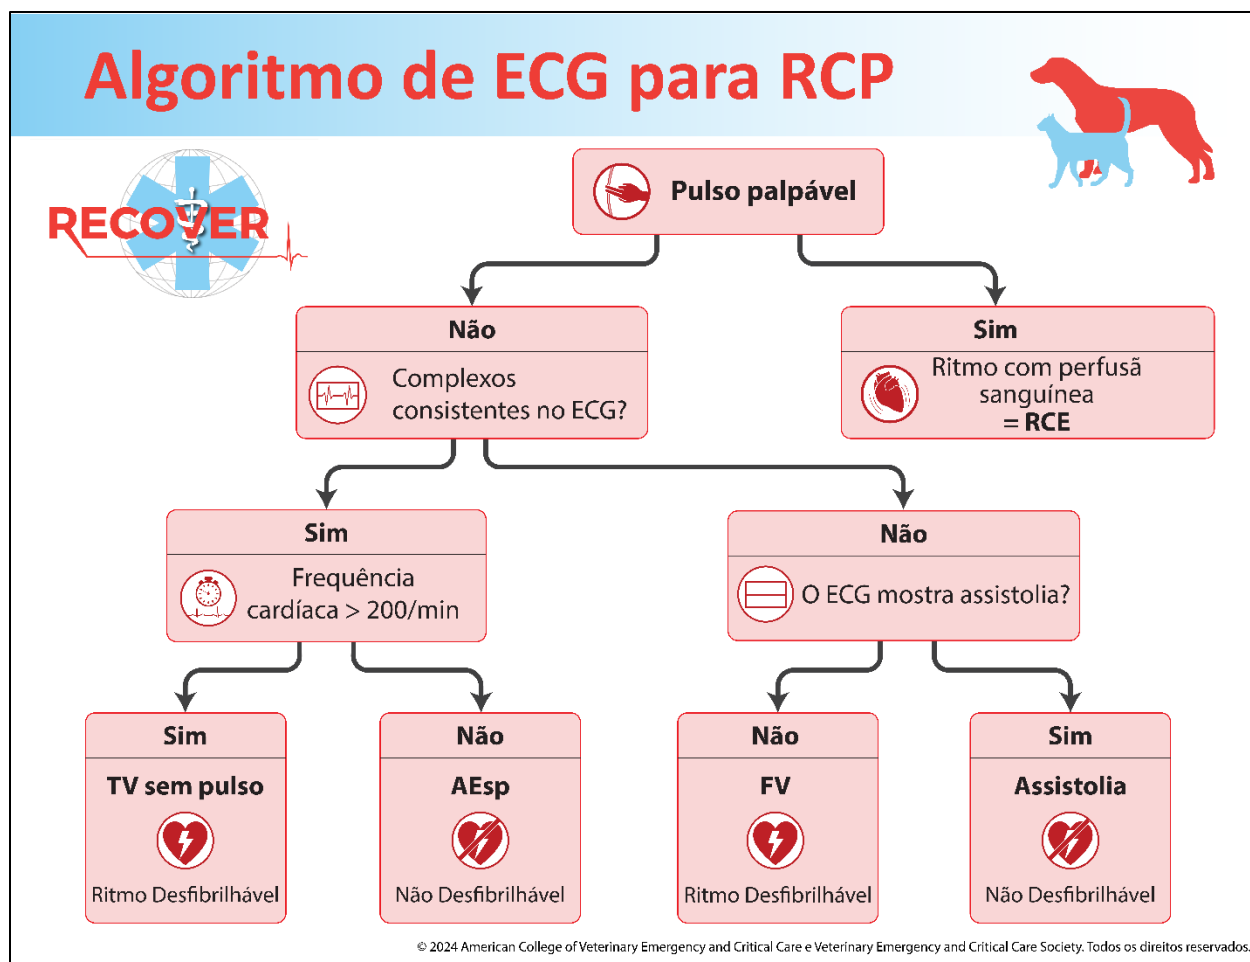 Algoritmo de ECG para RCP
RECOVER
Pulso palpável
Não
Complexos
consistentes no ECG?
Sim
Ritmo com perfusã
sanguínea
= RCE
Sim
Frequência
cardíaca > 200/min
Não
O ECG mostra assistolia?
Sim
TV sem pulso
Ritmo Desfibrilhável
Não
AEsp
Não Desfibrilhável
Não
FV
Ritmo Desfibrilhável
Sim
Assistolia
Não Desfibrilhável
© 2024 American College of Veterinary Emergency and Critical Care e Veterinary Emergency and Critical Care Society. Todos os direitos reservados.